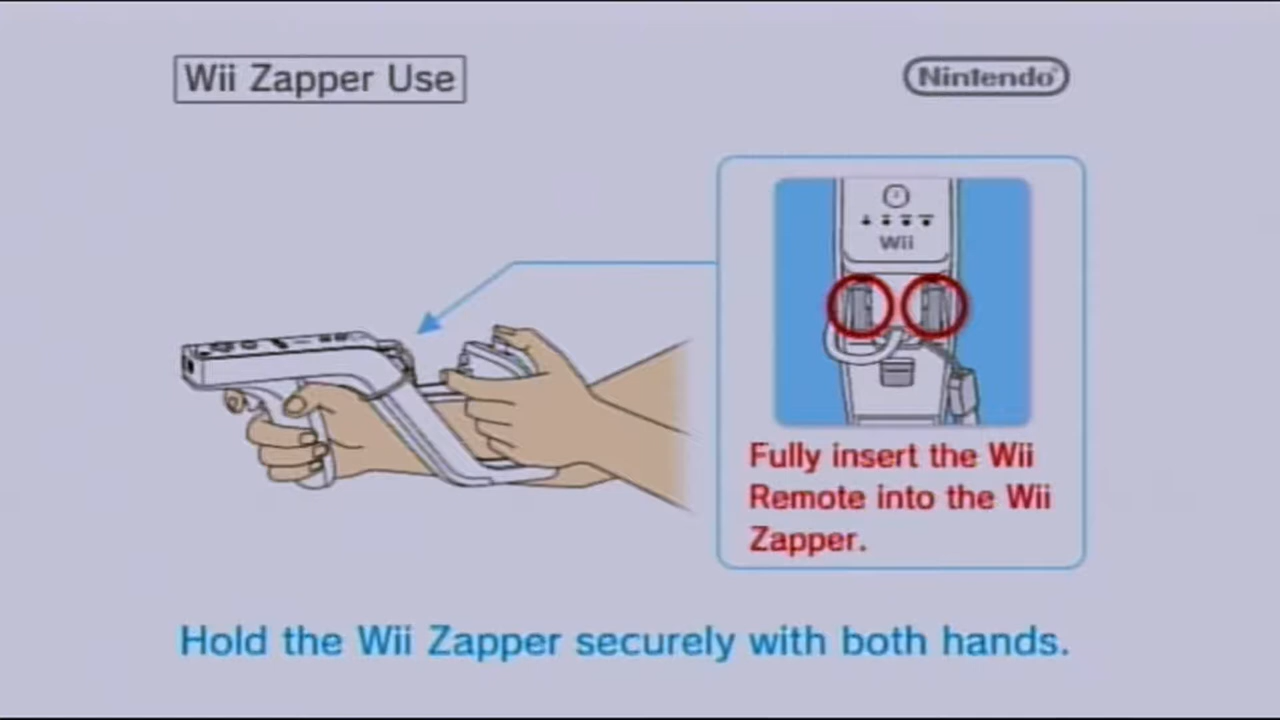 Wii Zapper Use
Nintendo®
Wii
Fully insert the Wii
Remote into the Wii
Zapper.
Hold the Wii Zapper securely with both hands.